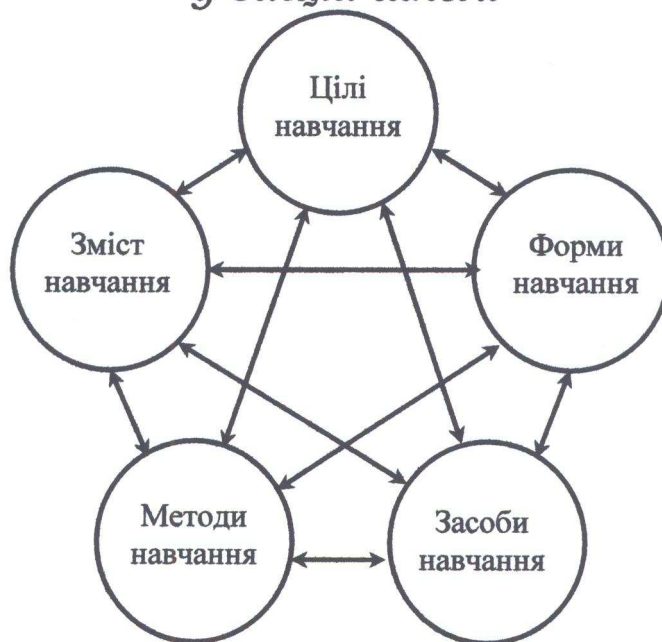 Цілі
навчання
Зміст
навчання
Форми
навчання
Методи
навчання
Засоби
навчання